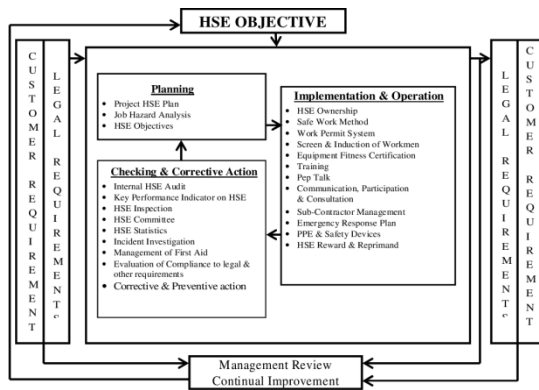 HSE OBJECTIVE
CUSTOMER REQUIREMENT
LEGAL REQUIREMENTS
Planning
• Project HSE Plan
• Job Hazard Analysis
• HSE Objectives
Implementation & Operation
• HSE Ownership
• Safe Work Method
• Work Permit System
• Screen & Induction of Workmen
• Equipment Fitness Certification
• Training
• Pep Talk
• Communication, Participation
& Consultation
• Sub-Contractor Management
• Emergency Response Plan
• PPE & Safety Devices
• HSE Reward & Reprimand
Checking & Corrective Action
• Internal HSE Audit
• Key Performance Indicator on HSE
• HSE Inspection
• HSE Committee
• HSE Statistics
• Incident Investigation
• Management of First Aid
• Evaluation of Compliance to legal &
other requirements
• Corrective & Preventive action
LEGAL REQUIREMENTS
CUSTOMER REQUIREMENT
Management Review
Continual Improvement